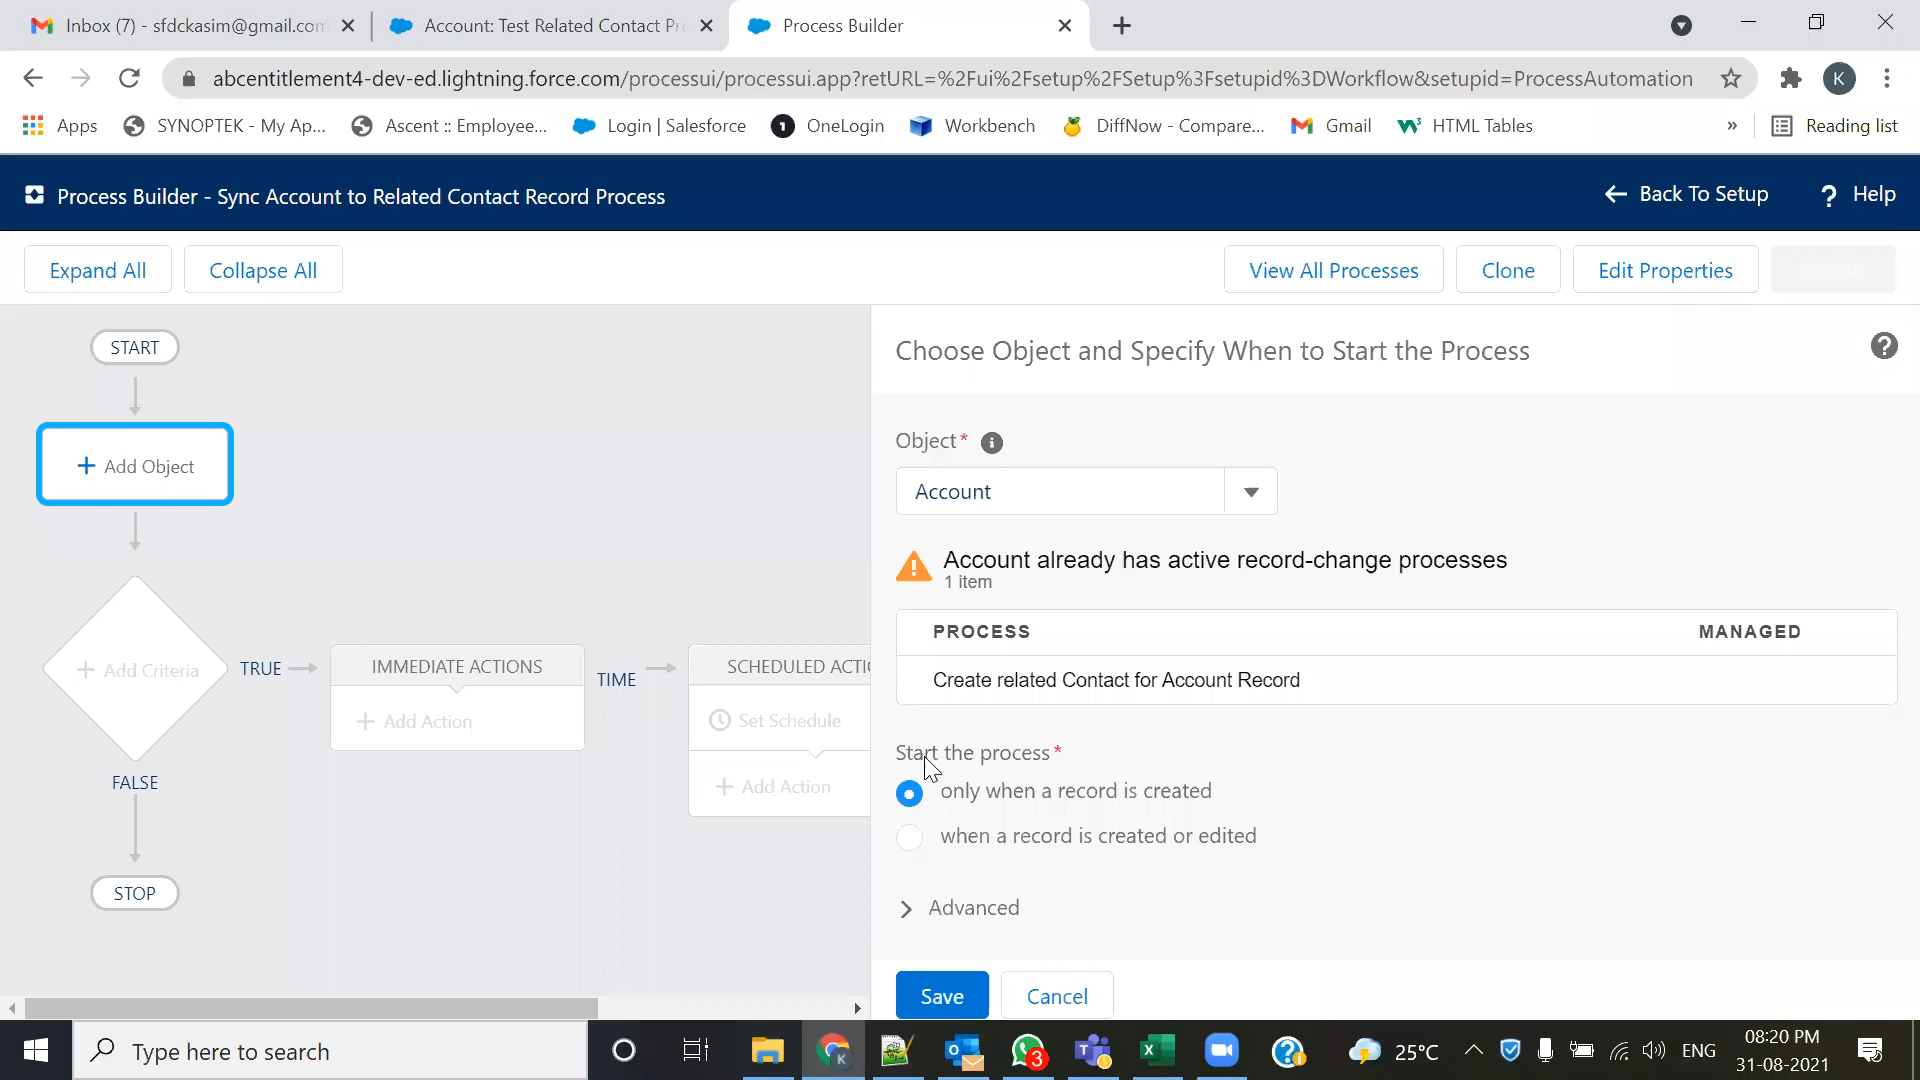 Inbox (7) - sfdckasim@gmail.com
Account: Test Related Contact Pr
Process Builder
abcentitlement4-dev-ed.lightning.force.com/processui/processui.app?retURL=%2Fui%2Fsetup%2FSetup%3Fsetupid%3DWorkflow&setupid=ProcessAutomation
K
Apps
SYNOPTEK - My Ap...
Ascent :: Employee...
Login | Salesforce
OneLogin
Workbench
DiffNow - Compare...
Gmail
HTML Tables
»
Reading list
Process Builder - Sync Account to Related Contact Record Process
Back To Setup
? Help
Expand All
Collapse All
View All Processes
Clone
Edit Properties
START
+ Add Object
+ Add Criteria
TRUE
IMMEDIATE ACTIONS
+ Add Action
TIME
SCHEDULED ACTI
Set Schedule
+ Add Action
FALSE
STOP
Choose Object and Specify When to Start the Process
Object*
Account
Account already has active record-change processes
1 item
PROCESS MANAGED
Create related Contact for Account Record
Start the process*
only when a record is created
when a record is created or edited
Advanced
Save
Cancel
Type here to search
3
25°C
ENG
08:20 PM
31-08-2021